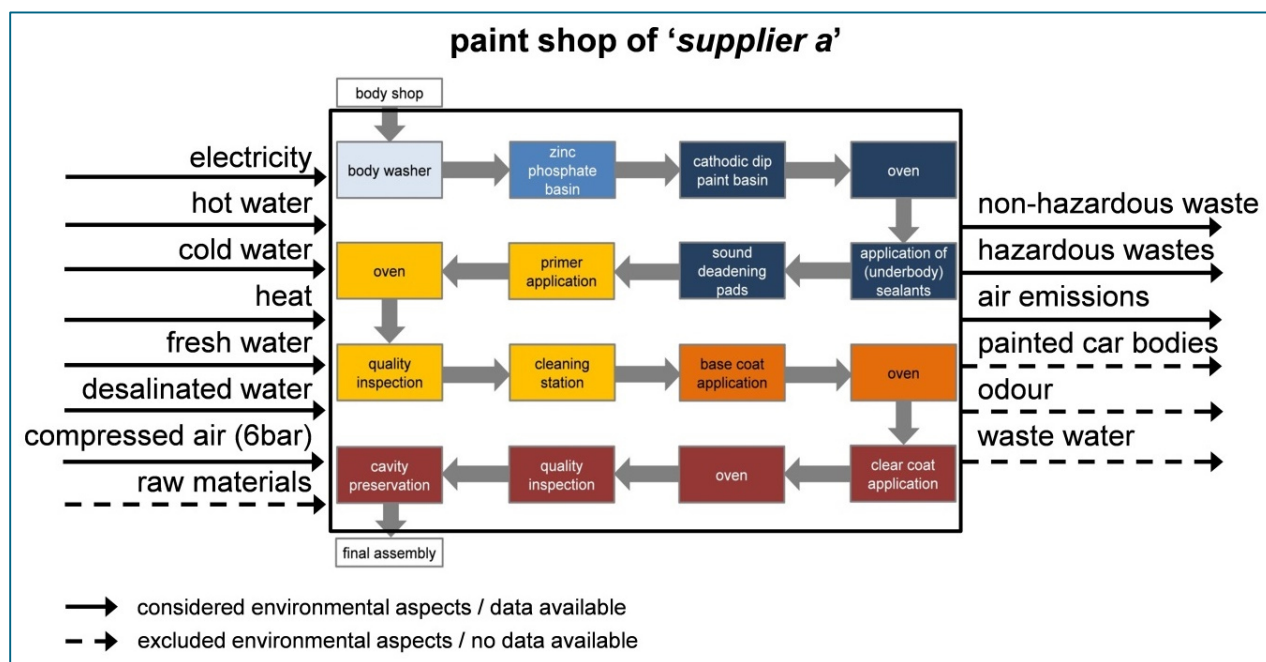 paint shop of ‘supplier a’
body shop
electricity
hot water
cold water
heat
fresh water
desalinated water
compressed air (6bar)
raw materials
body washer
zinc
phosphate
basin
cathodic dip
paint basin
oven
oven
primer
application
sound
deadening
pads
application of
(underbody)
sealants
quality
inspection
cleaning
station
base coat
application
oven
cavity
preservation
quality
inspection
oven
clear coat
application
final assembly
non-hazardous waste
hazardous wastes
air emissions
painted car bodies
odour
waste water
considered environmental aspects / data available
excluded environmental aspects / no data available